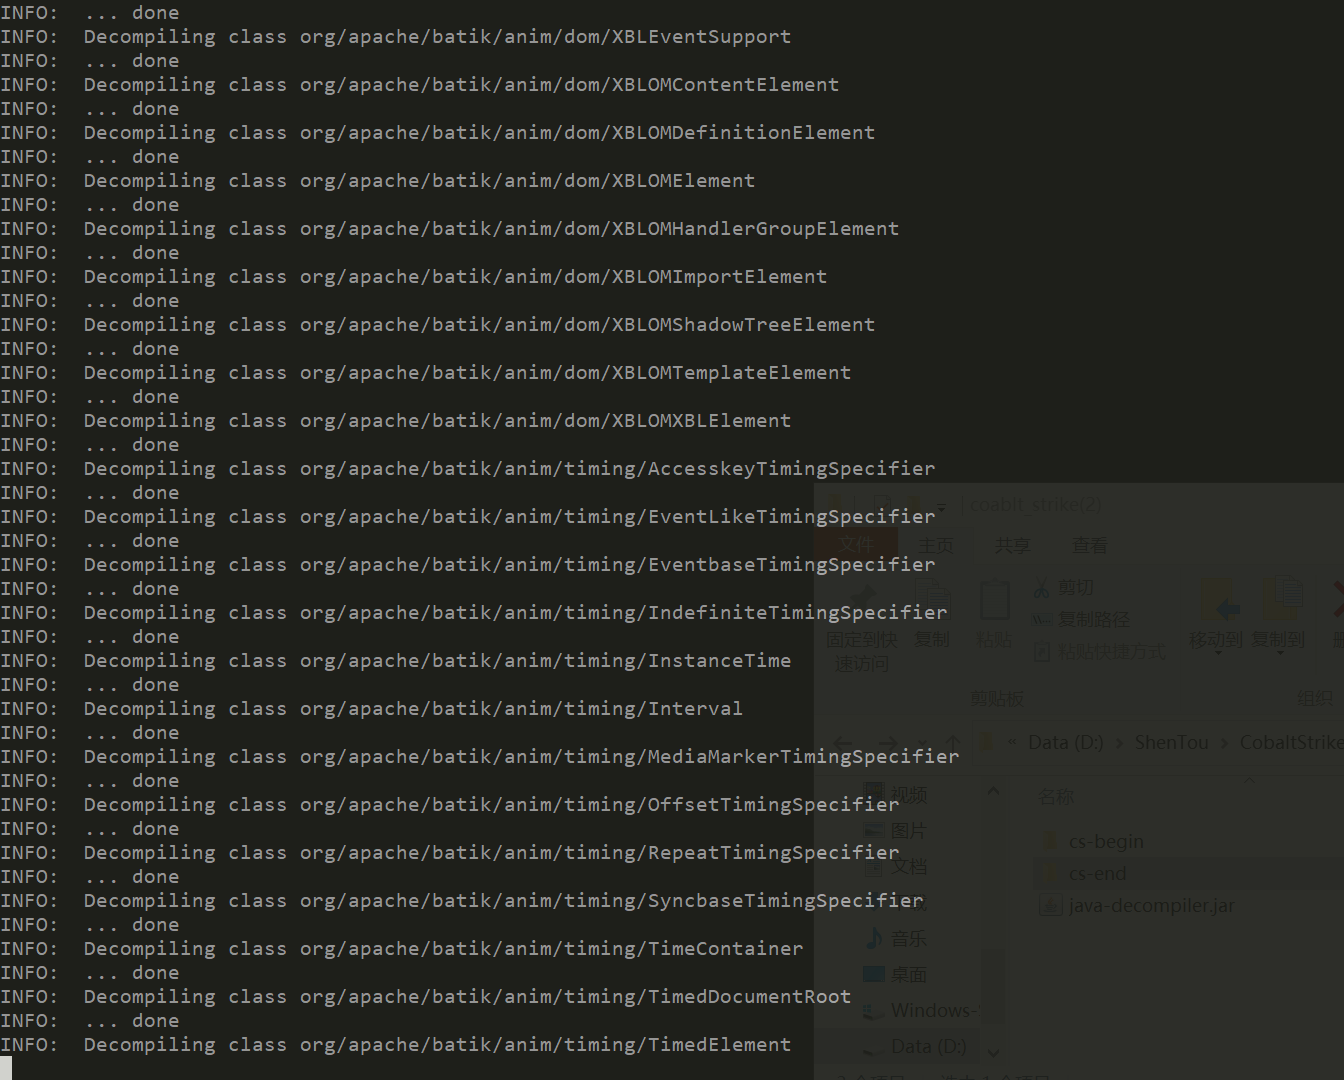 INFO:  ... done
INFO:  Decompiling class org/apache/batik/anim/dom/XBLEventSupport
INFO:  ... done
INFO:  Decompiling class org/apache/batik/anim/dom/XBLOMContentElement
INFO:  ... done
INFO:  Decompiling class org/apache/batik/anim/dom/XBLOMDefinitionElement
INFO:  ... done
INFO:  Decompiling class org/apache/batik/anim/dom/XBLOMElement
INFO:  ... done
INFO:  Decompiling class org/apache/batik/anim/dom/XBLOMHandlerGroupElement
INFO:  ... done
INFO:  Decompiling class org/apache/batik/anim/dom/XBLOMImportElement
INFO:  ... done
INFO:  Decompiling class org/apache/batik/anim/dom/XBLOMShadowTreeElement
INFO:  ... done
INFO:  Decompiling class org/apache/batik/anim/dom/XBLOMTemplateElement
INFO:  ... done
INFO:  Decompiling class org/apache/batik/anim/dom/XBLOMXBLElement
INFO:  ... done
INFO:  Decompiling class org/apache/batik/anim/timing/AccesskeyTimingSpecifier
INFO:  ... done
INFO:  Decompiling class org/apache/batik/anim/timing/EventLikeTimingSpecifier
INFO:  ... done
INFO:  Decompiling class org/apache/batik/anim/timing/EventbaseTimingSpecifier
INFO:  ... done
INFO:  Decompiling class org/apache/batik/anim/timing/IndefiniteTimingSpecifier
INFO:  ... done
INFO:  Decompiling class org/apache/batik/anim/timing/InstanceTime
INFO:  ... done
INFO:  Decompiling class org/apache/batik/anim/timing/Interval
INFO:  ... done
INFO:  Decompiling class org/apache/batik/anim/timing/MediaMarkerTimingSpecifier
INFO:  ... done
INFO:  Decompiling class org/apache/batik/anim/timing/OffsetTimingSpecifier
INFO:  ... done
INFO:  Decompiling class org/apache/batik/anim/timing/RepeatTimingSpecifier
INFO:  ... done
INFO:  Decompiling class org/apache/batik/anim/timing/SyncbaseTimingSpecifier
INFO:  ... done
INFO:  Decompiling class org/apache/batik/anim/timing/TimeContainer
INFO:  ... done
INFO:  Decompiling class org/apache/batik/anim/timing/TimedDocumentRoot
INFO:  ... done
INFO:  Decompiling class org/apache/batik/anim/timing/TimedElement
coablt_strike(2)
文件 主页 共享 查看
固定到快速访问
复制
粘贴
剪切
复制路径
粘贴快捷方式
移动到 复制到
剪贴板 组织
« Data (D:) › ShenTou › CobaltStrike
名称
视频
图片
文档
音乐
桌面
Windows-
Data (D:)
cs-begin
cs-end
java-decompiler.jar